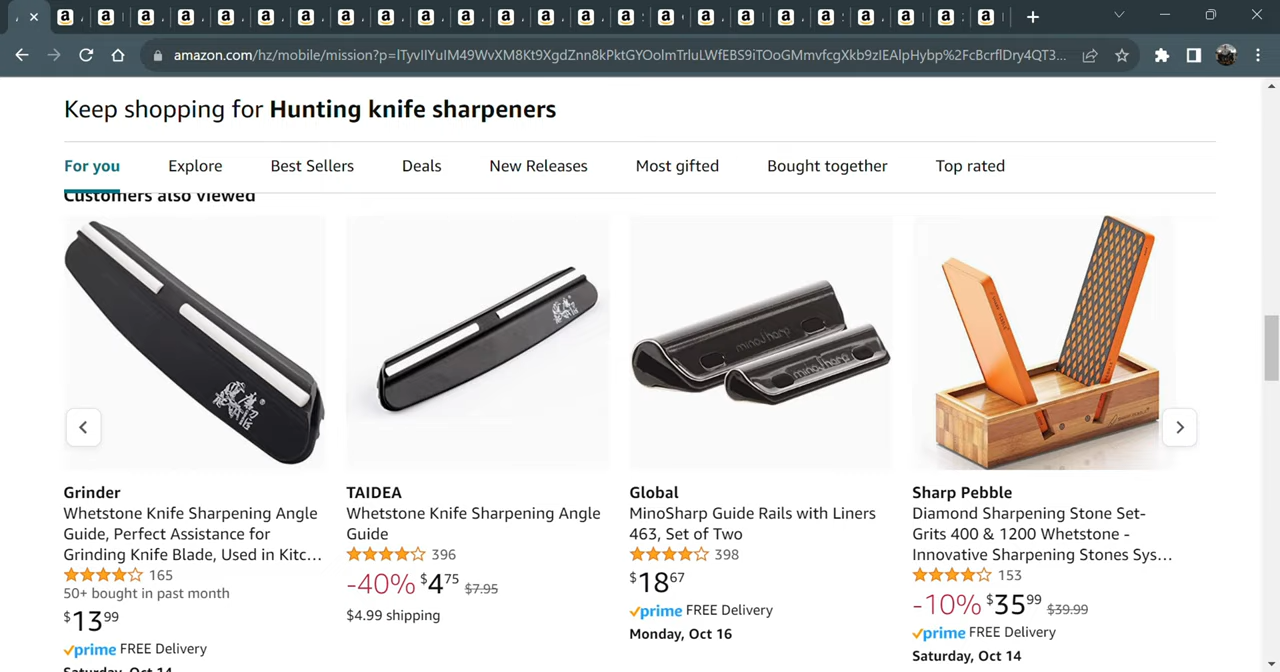 amazon.com/hz/mobile/mission?p=ITyvIIYuIM49WvXM8Kt9XgdZnn8kPktGYOolmTrluLWfEBS9iTOoGMmvfcgXkb9zIEAlpHybp%2FcBcrflDry4QT3...
Keep shopping for Hunting knife sharpeners
For you Explore Best Sellers Deals New Releases Most gifted Bought together Top rated
Customers also viewed
Grinder
Whetstone Knife Sharpening Angle
Guide, Perfect Assistance for
Grinding Knife Blade, Used in Kitc...
165
50+ bought in past month
$13.99
prime FREE Delivery
Saturday, Oct 14
TAIDEA
Whetstone Knife Sharpening Angle
Guide
396
-40% $4.75 $7.95
$4.99 shipping
minosharp
minosharp
Global
MinoSharp Guide Rails with Liners
463, Set of Two
398
$18.67
prime FREE Delivery
Monday, Oct 16
Sharp Pebble
Diamond Sharpening Stone Set-
Grits 400 & 1200 Whetstone -
Innovative Sharpening Stones Sys...
153
-10% $35.99 $39.99
prime FREE Delivery
Saturday, Oct 14